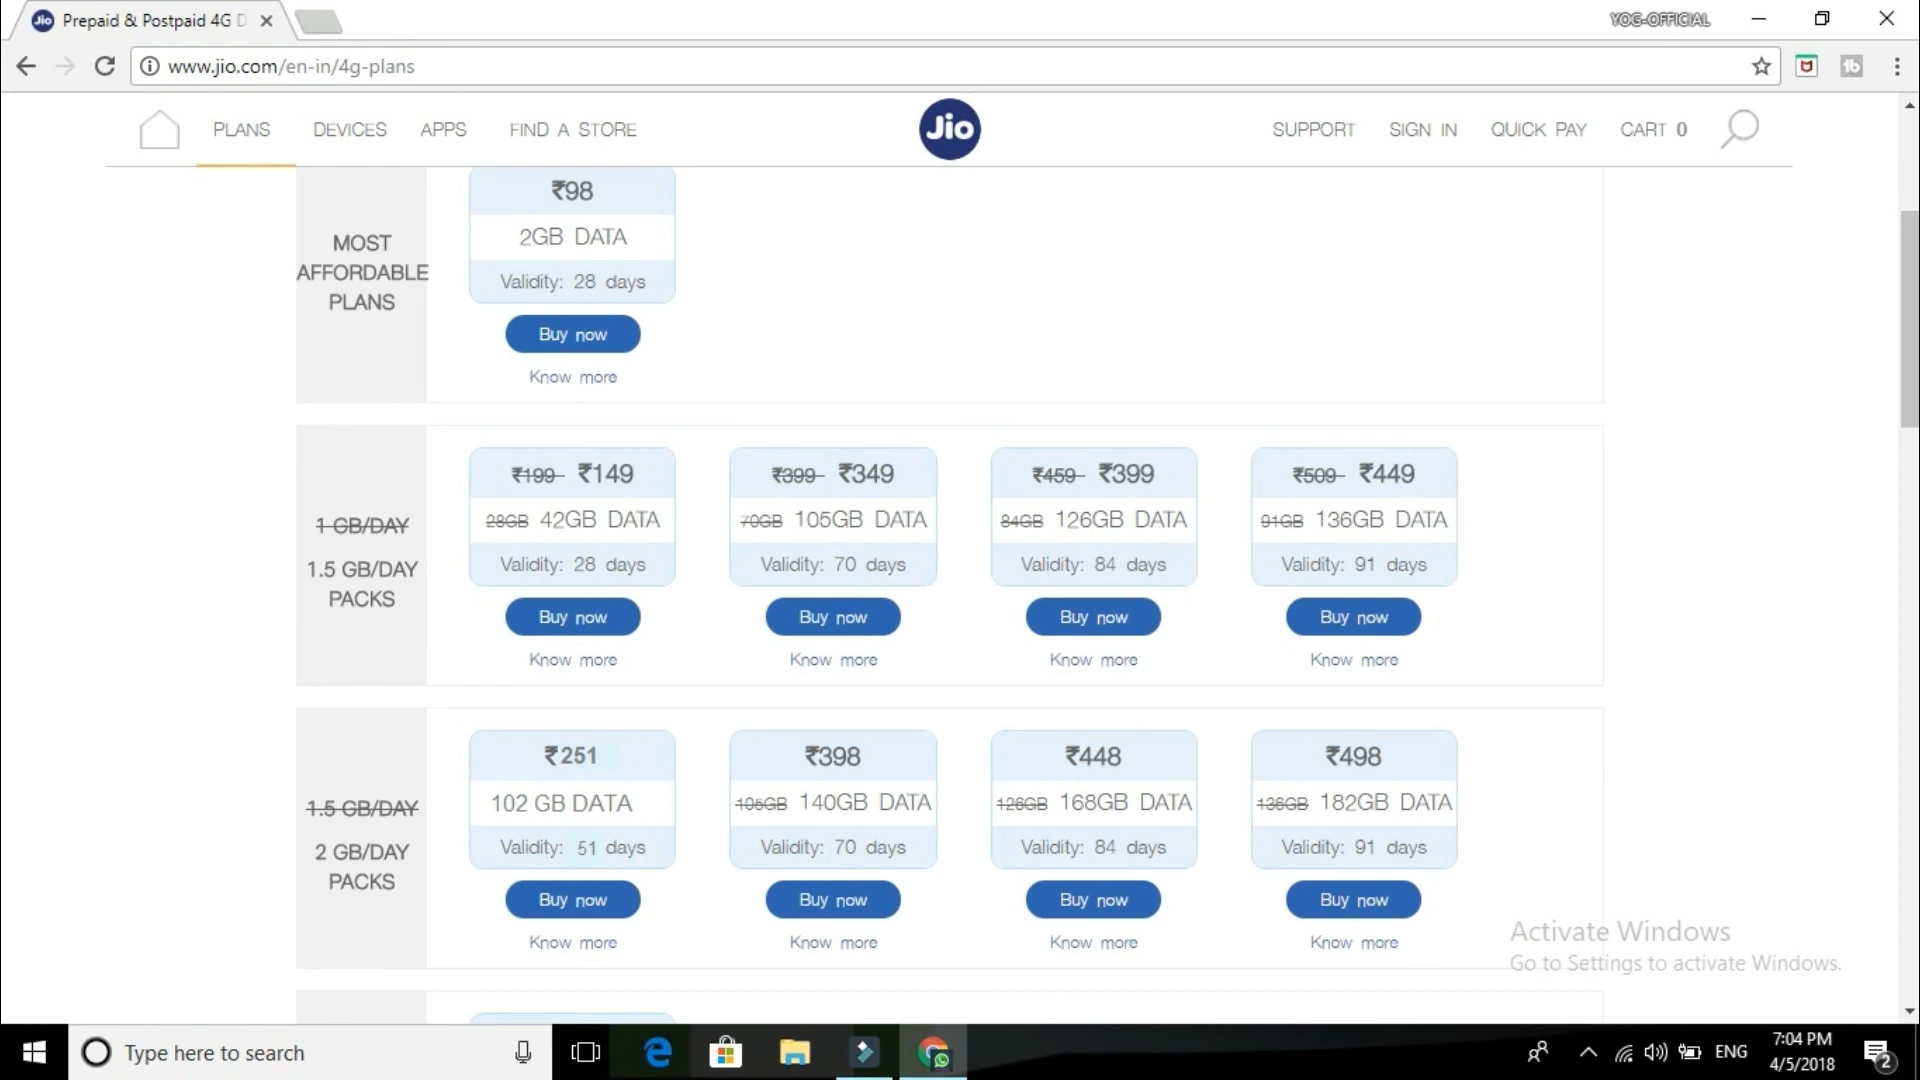 Jio Prepaid & Postpaid 4G D
YOG-OFFICIAL
www.jio.com/en-in/4g-plans
PLANS DEVICES APPS FIND A STORE Jio SUPPORT SIGN IN QUICK PAY CART 0
MOST
AFFORDABLE
PLANS
₹98
2GB DATA
Validity: 28 days
Buy now
Know more
1 GB/DAY
1.5 GB/DAY
PACKS
₹199 ₹149
28GB 42GB DATA
Validity: 28 days
Buy now
Know more
₹399 ₹349
70GB 105GB DATA
Validity: 70 days
Buy now
Know more
₹459 ₹399
84GB 126GB DATA
Validity: 84 days
Buy now
Know more
₹509 ₹449
91GB 136GB DATA
Validity: 91 days
Buy now
Know more
1.5 GB/DAY
2 GB/DAY
PACKS
₹251
102 GB DATA
Validity: 51 days
Buy now
Know more
₹398
105GB 140GB DATA
Validity: 70 days
Buy now
Know more
₹448
126GB 168GB DATA
Validity: 84 days
Buy now
Know more
₹498
136GB 182GB DATA
Validity: 91 days
Buy now
Know more
Activate Windows
Go to Settings to activate Windows.
Type here to search
ENG
7:04 PM
4/5/2018
2